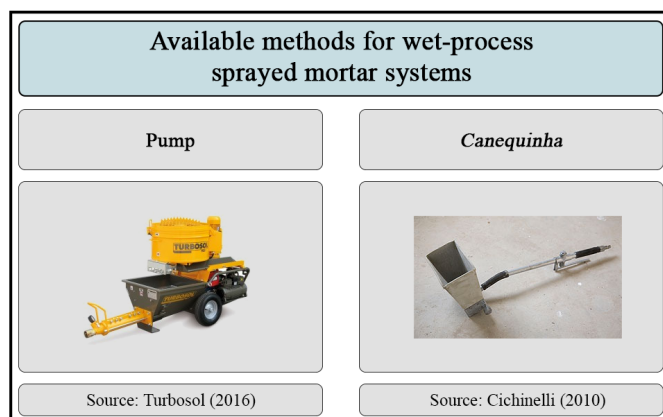 Available methods for wet-process
sprayed mortar systems
Pump
Canequinha
TURBOSOL
Source: Turbosol (2016)
Source: Cichinelli (2010)